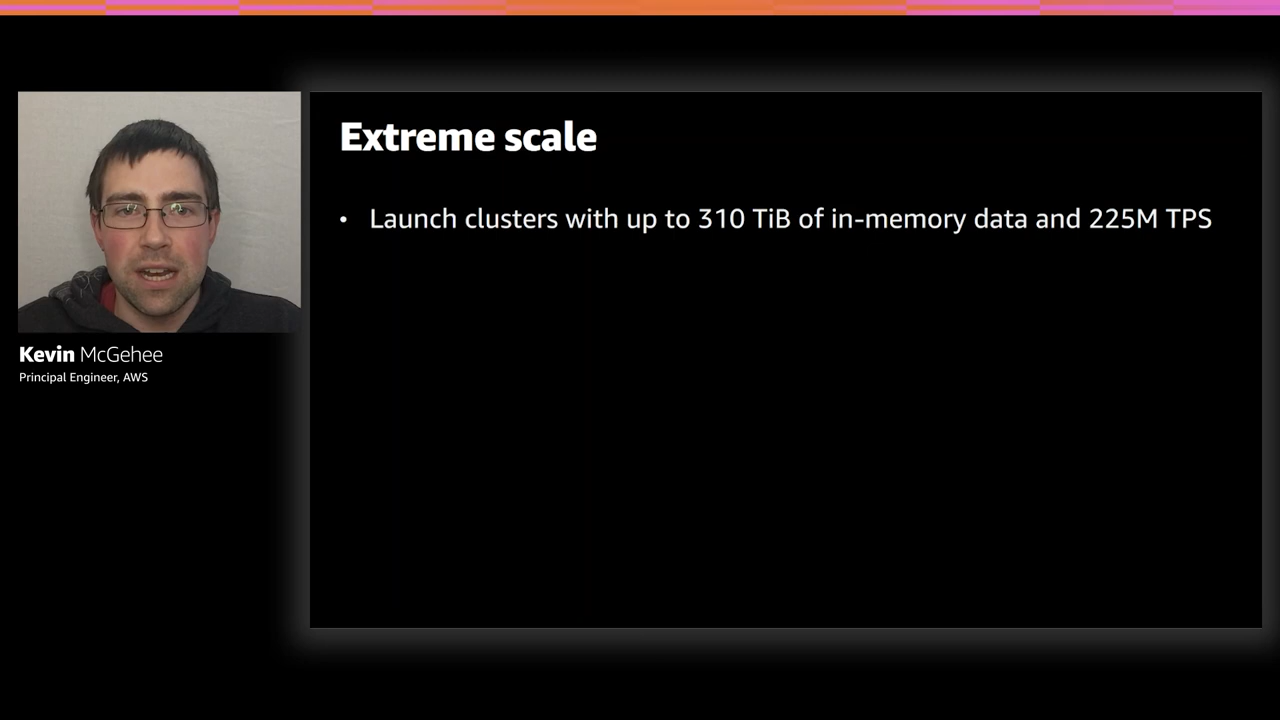 Extreme scale
• Launch clusters with up to 310 TiB of in-memory data and 225M TPS
Kevin McGehee
Principal Engineer, AWS